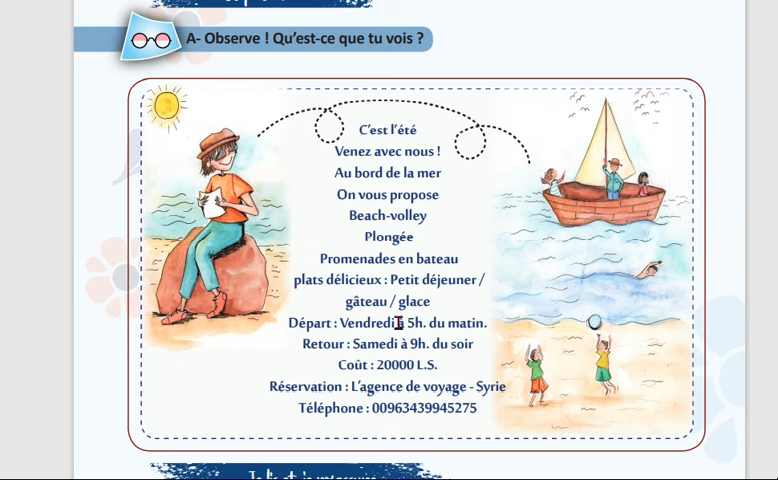 A- Observe ! Qu'est-ce que tu vois ?
C'est l'été
Venez avec nous !
Au bord de la mer
On vous propose
Beach-volley
Plongée
Promenades en bateau
plats délicieux : Petit déjeuner /
gâteau / glace
Départ : Vendredi à 5h. du matin.
Retour : Samedi à 9h. du soir
Coût : 20000 L.S.
Réservation : L'agence de voyage - Syrie
Téléphone : 00963439945275